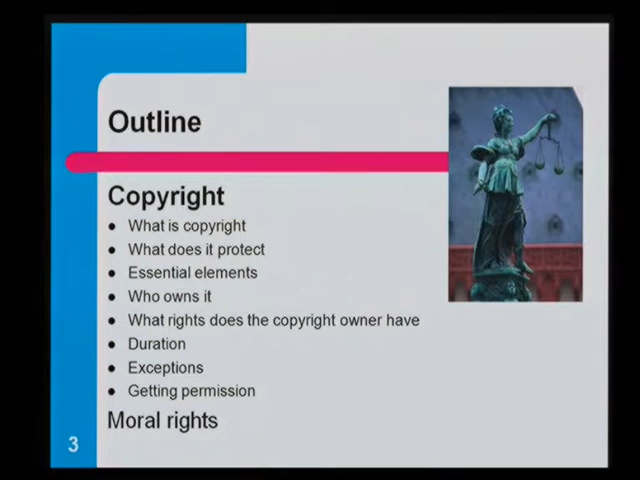 Outline
Copyright
● What is copyright
● What does it protect
● Essential elements
● Who owns it
● What rights does the copyright owner have
● Duration
● Exceptions
● Getting permission
Moral rights
3